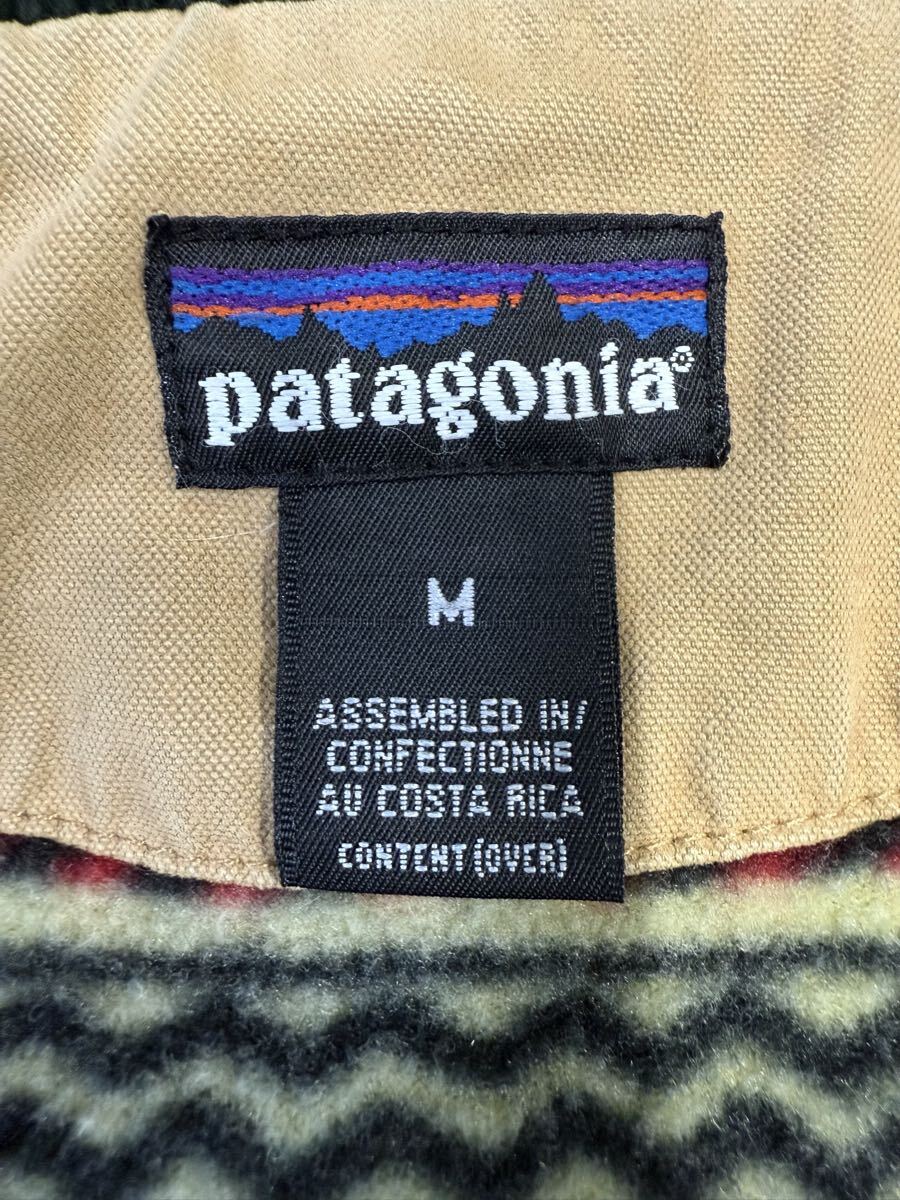 patagonia®
M
ASSEMBLED IN/
CONFECTIONNE
AU COSTA RICA
CONTENT (OVER)